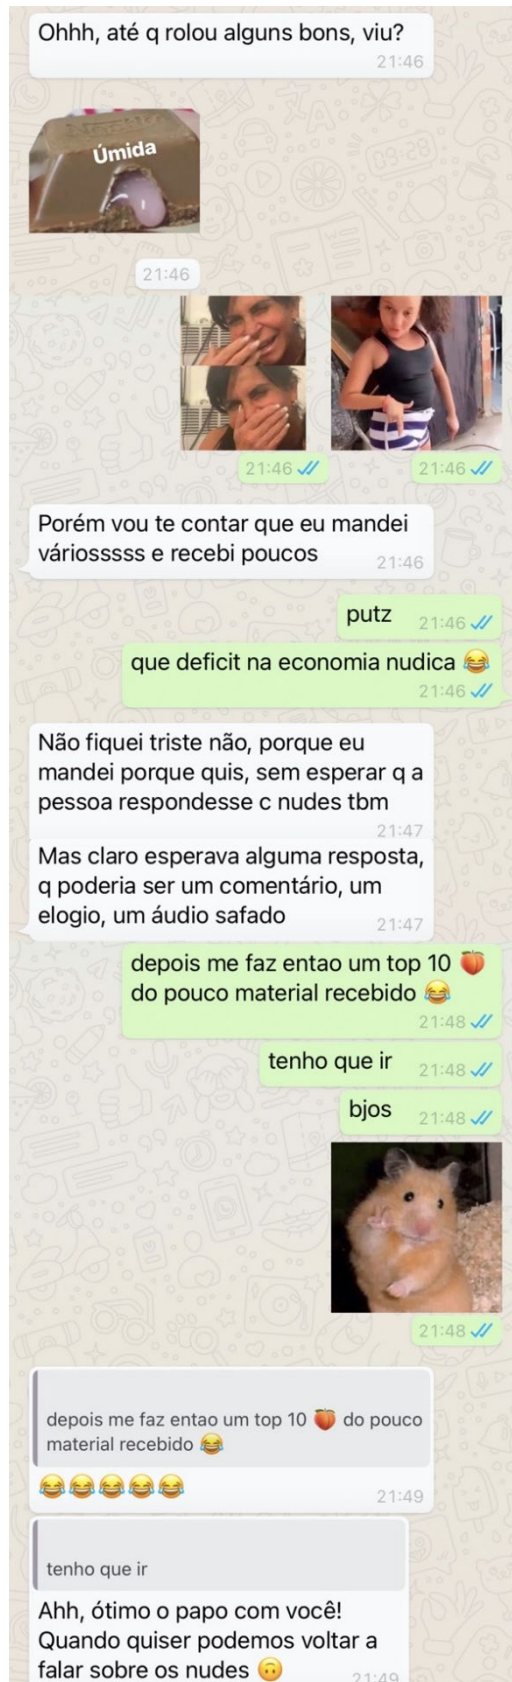 Ohhh, até q rolou alguns bons, viu?
21:46
Úmida
21:46
21:46
21:46
Porém vou te contar que eu mandei
váriosssss e recebi poucos
21:46
putz
21:46
que deficit na economia nudica 😂
21:46
Não fiquei triste não, porque eu
mandei porque quis, sem esperar q a
pessoa respondesse c nudes tbm
21:47
Mas claro esperava alguma resposta,
q poderia ser um comentário, um
elogio, um áudio safado
21:47
depois me faz entao um top 10 🍑
do pouco material recebido 😂
21:48
tenho que ir
21:48
bjos
21:48
21:48
depois me faz entao um top 10 🍑 do pouco
material recebido 😂
😂😂😂😂😂
21:49
tenho que ir
Ahh, ótimo o papo com você!
Quando quiser podemos voltar a
falar sobre os nudes 🙃
21:49